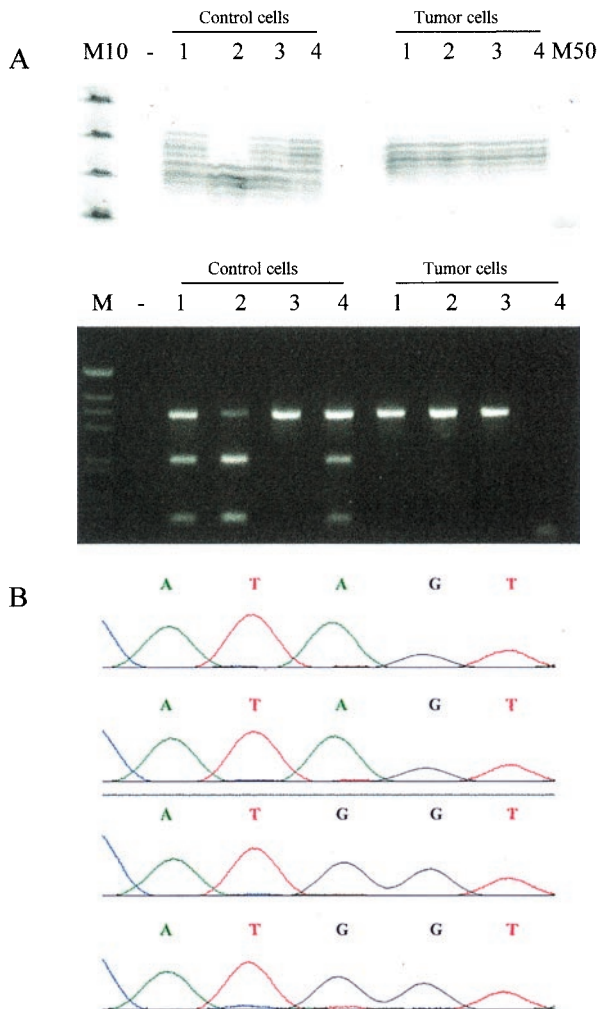 Control cells Tumor cells
A M10 - 1 2 3 4 1 2 3 4 M50
Control cells Tumor cells
M - 1 2 3 4 1 2 3 4
B A T A G T
A T A G T
A T G G T
A T G G T